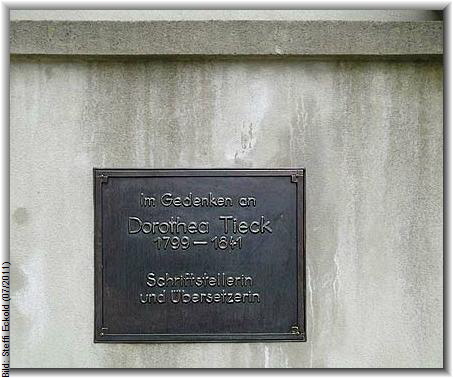 im Gedenken an
Dorothea Tieck
1799 – 1841
Schriftstellerin
und Übersetzerin
Bild: Steffi Eckold (07/2011)